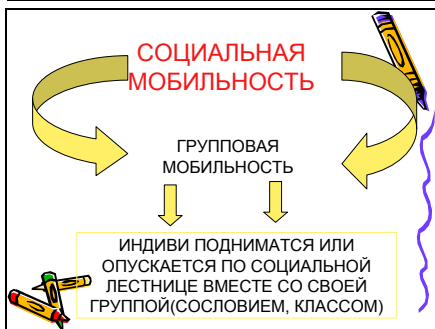 СОЦИАЛЬНАЯ
МОБИЛЬНОСТЬ
ГРУППОВАЯ
МОБИЛЬНОСТЬ
ИНДИВИ ПОДНИМАТСЯ ИЛИ
ОПУСКАЕТСЯ ПО СОЦИАЛЬНОЙ
ЛЕСТНИЦЕ ВМЕСТЕ СО СВОЕЙ
ГРУППОЙ(СОСЛОВИЕМ, КЛАССОМ)